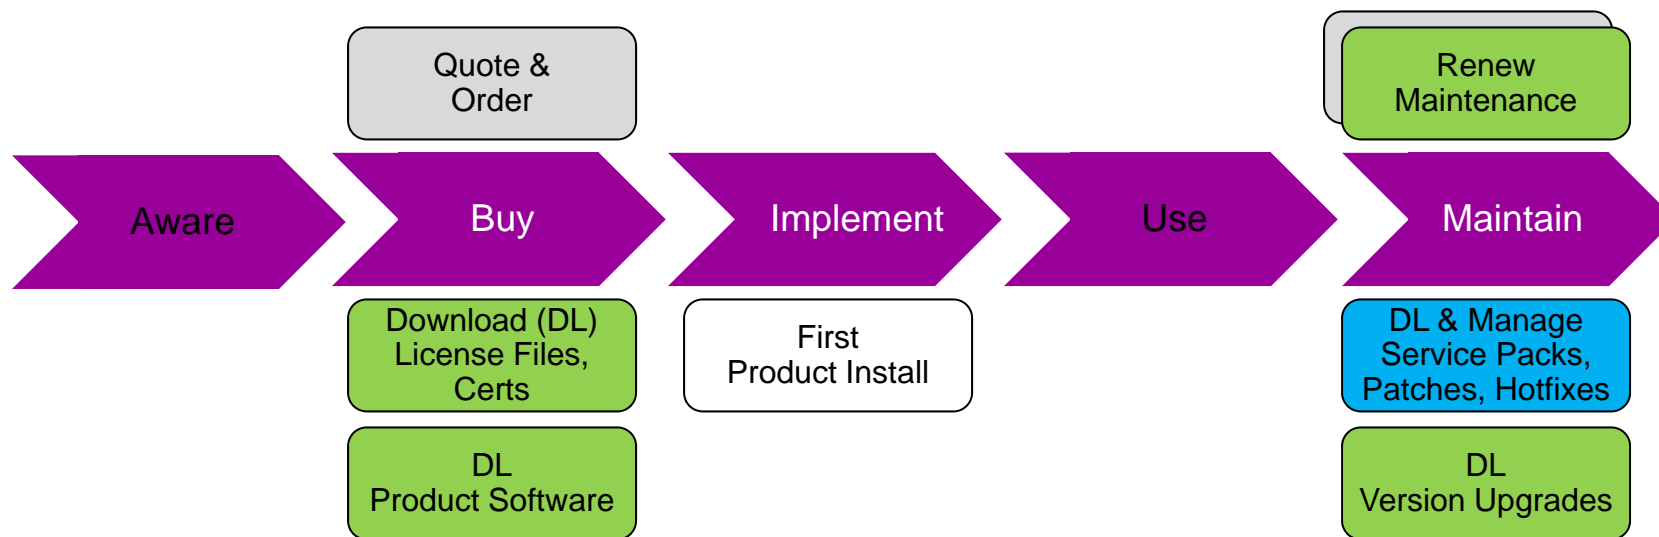 Quote &
Order
Renew
Maintenance
Aware
Buy
Implement
Use
Maintain
Download (DL)
License Files,
Certs
First
Product Install
DL & Manage
Service Packs,
Patches, Hotfixes
DL
Product Software
DL
Version Upgrades